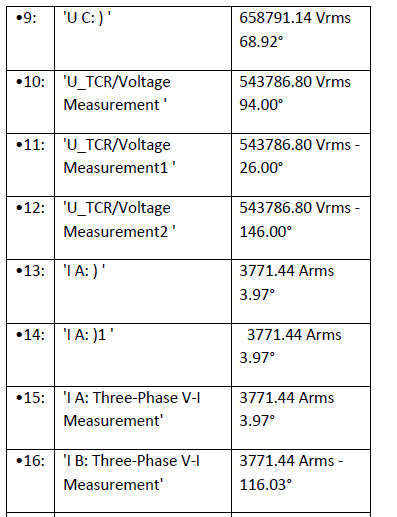 •9: 'U C: ) ' 658791.14 Vrms
68.92°
•10: 'U_TCR/Voltage 543786.80 Vrms
Measurement ' 94.00°
•11: 'U_TCR/Voltage 543786.80 Vrms -
Measurement1 ' 26.00°
•12: 'U_TCR/Voltage 543786.80 Vrms -
Measurement2 ' 146.00°
•13: 'I A: ) ' 3771.44 Arms
3.97°
•14: 'I A: )1 ' 3771.44 Arms
3.97°
•15: 'I A: Three-Phase V-I 3771.44 Arms
Measurement' 3.97°
•16: 'I B: Three-Phase V-I 3771.44 Arms -
Measurement' 116.03°